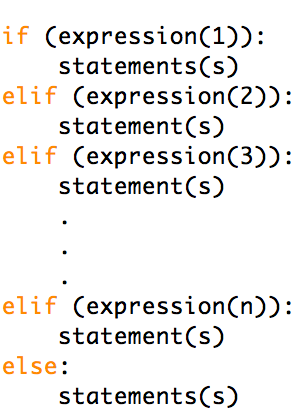 if (expression(1)):
    statements(s)
elif (expression(2)):
    statement(s)
elif (expression(3)):
    statement(s)
    .
    .
    .
elif (expression(n)):
    statement(s)
else:
    statements(s)